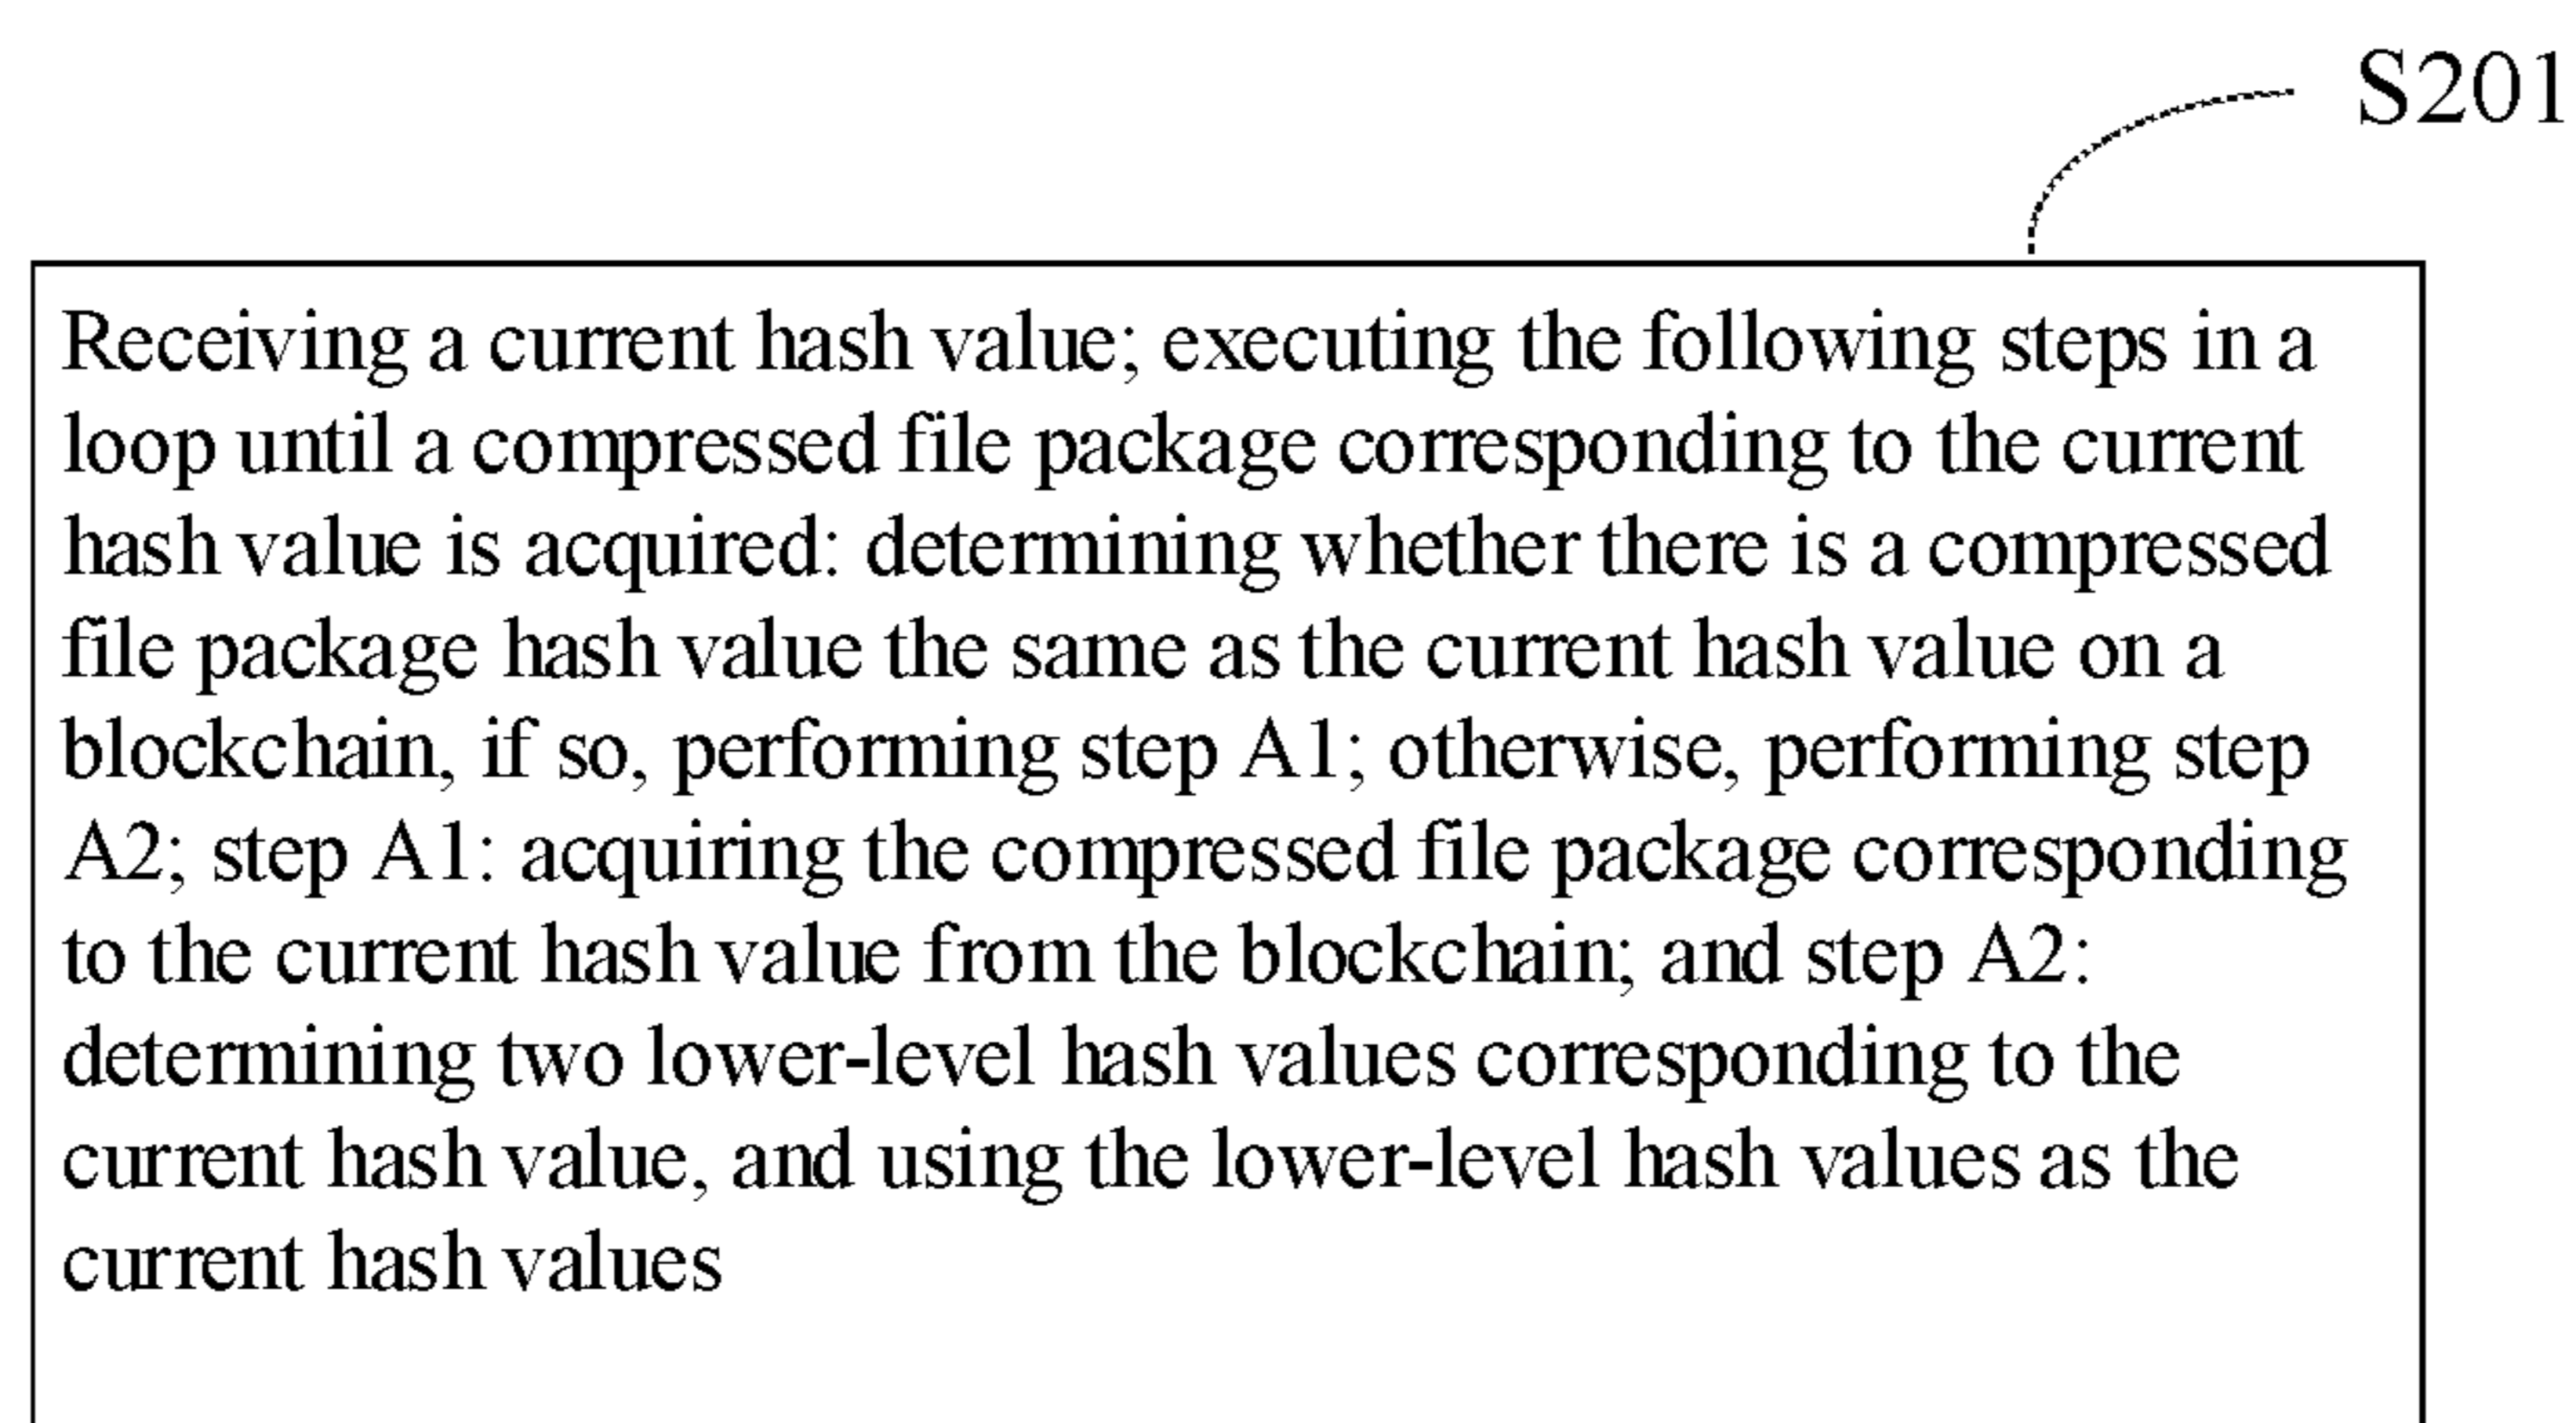 S201
Receiving a current hash value; executing the following steps in a
loop until a compressed file package corresponding to the current
hash value is acquired: determining whether there is a compressed
file package hash value the same as the current hash value on a
blockchain, if so, performing step A1; otherwise, performing step
A2; step A1: acquiring the compressed file package corresponding
to the current hash value from the blockchain; and step A2:
determining two lower-level hash values corresponding to the
current hash value, and using the lower-level hash values as the
current hash values